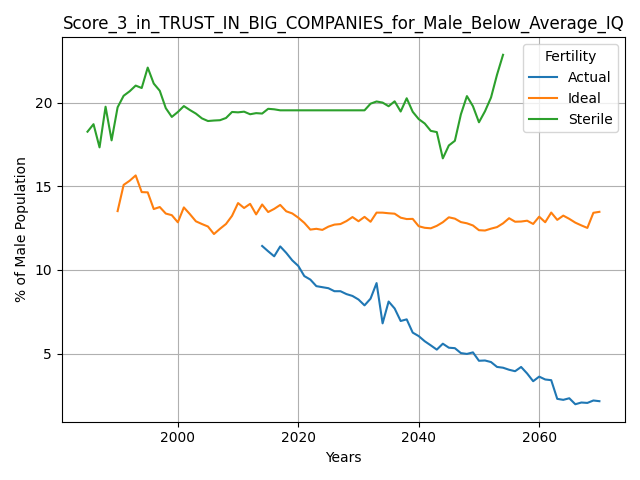 Score_3_in_TRUST_IN_BIG_COMPANIES_for_Male_Below_Average_IQ
Fertility
Actual
Ideal
Sterile
% of Male Population
20
15
10
5
2000 2020 2040 2060
Years